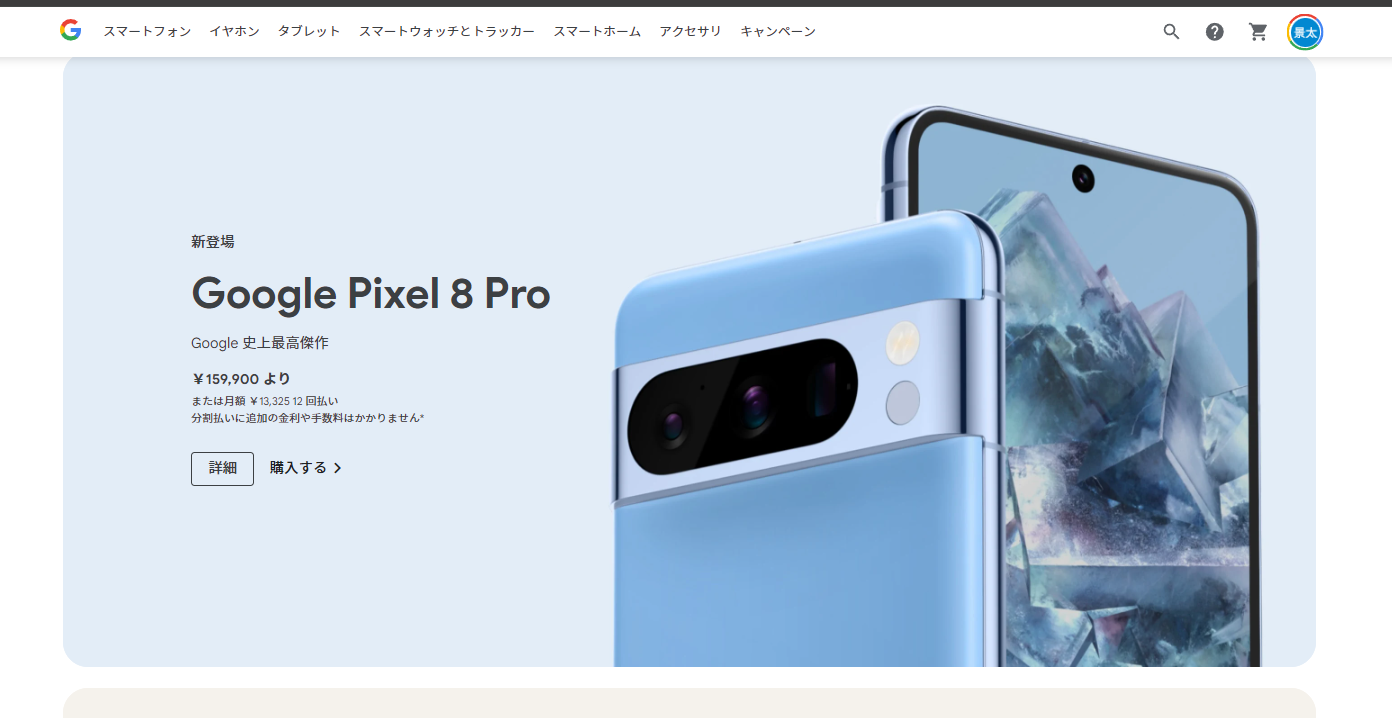 スマートフォン イヤホン タブレット スマートウォッチとトラッカー スマートホーム アクセサリ キャンペーン
景太
新登場
Google Pixel 8 Pro
Google 史上最高傑作
￥159,900 より
または月額 ￥13,325 12 回払い
分割払いに追加の金利や手数料はかかりません*
詳細 購入する